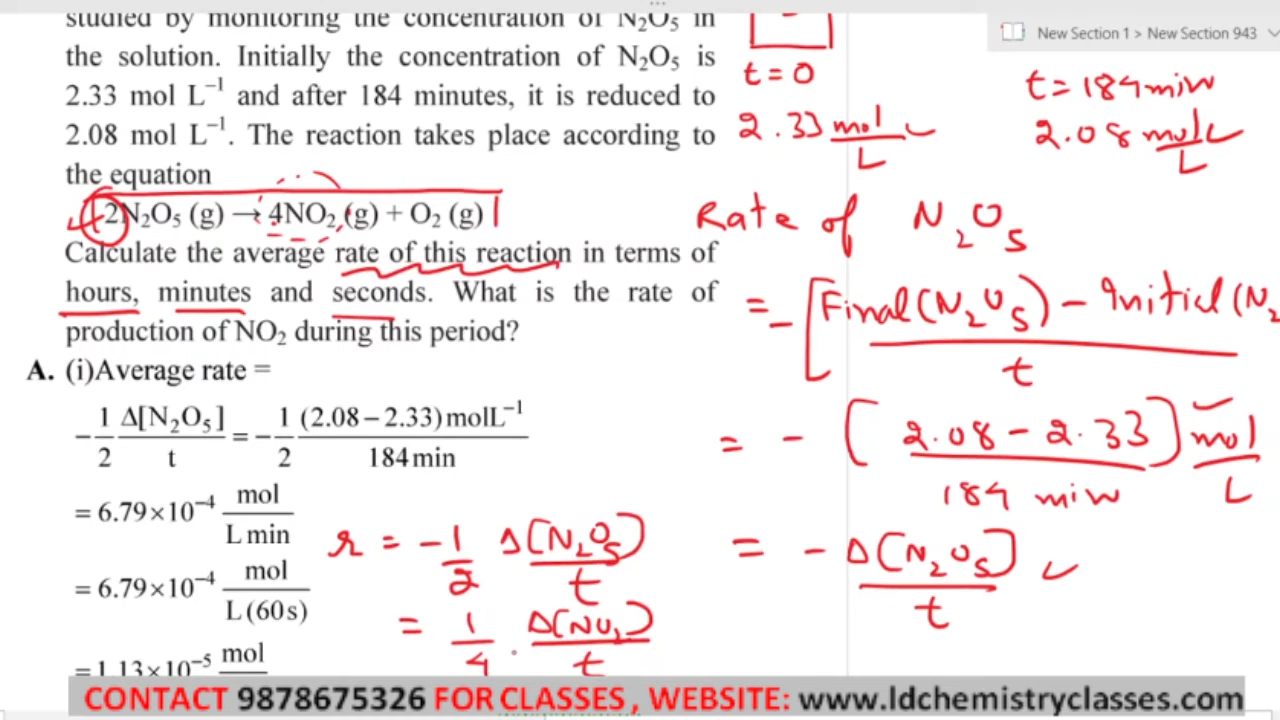 studied by monitoring the concentration of N₂O₅ in
the solution. Initially the concentration of N₂O₅ is
2.33 mol L⁻¹ and after 184 minutes, it is reduced to
2.08 mol L⁻¹. The reaction takes place according to
the equation
2N₂O₅ (g) → 4NO₂ (g) + O₂ (g)
Calculate the average rate of this reaction in terms of
hours, minutes and seconds. What is the rate of
production of NO₂ during this period?
A. (i)Average rate =
-1/2 Δ[N₂O₅]/t = -1/2 (2.08 – 2.33) molL⁻¹/184 min
= 6.79×10⁻⁴ mol/L min
= 6.79×10⁻⁴ mol/L (60s)
= 1.13×10⁻⁵ mol
r = -1/2 Δ[N₂O₅]/t
= 1/4 · Δ[NO₂]/t
New Section 1 > New Section 943
t = 0
2.33 mol/L
t = 184 min
2.08 mol/L
Rate of N₂O₅
= -[Final(N₂O₅) - Initial(N₂/t
= - [2.08 - 2.33/184 min] mol/L
= - Δ[N₂O₅]/t
CONTACT 9878675326 FOR CLASSES , WEBSITE: www.ldchemistryclasses.com